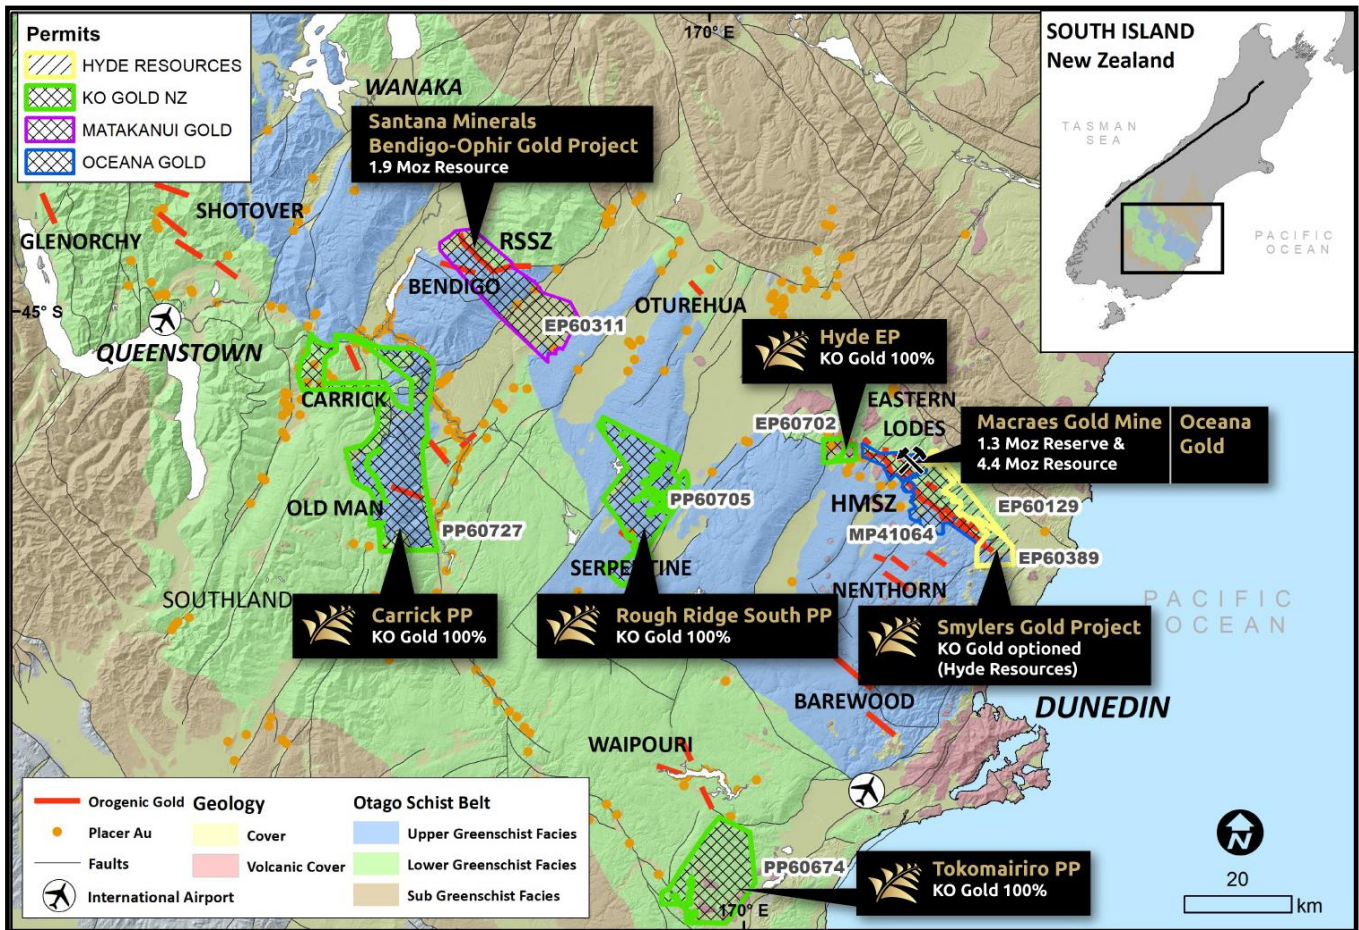 Permits
HYDE RESOURCES
KO GOLD NZ
MATAKANUI GOLD
OCEANA GOLD
170° E
WANAKA
Santana Minerals
Bendigo-Ophir Gold Project
1.9 Moz Resource
SOUTH ISLAND
New Zealand
TASMAN
SEA
PACIFIC
OCEAN
SHOTOVER
GLENORCHY
RSSZ
BENDIGO
OTUREHUA
45° S
EP60311
QUEENSTOWN
Hyde EP
KO Gold 100%
CARRICK
EASTERN
LODES
EP60702
Macraes Gold Mine
1.3 Moz Reserve &
4.4 Moz Resource
Oceana
Gold
OLD MAN
PP60727
PP60705
HMSZ
EP60129
MP41064
EP60389
SERPENTINE
NENTHORN
SOUTHLAND
PACIFIC
OCEAN
Carrick PP
KO Gold 100%
Rough Ridge South PP
KO Gold 100%
Smylers Gold Project
KO Gold optioned
(Hyde Resources)
BAREWOOD
DUNEDIN
WAIPOURI
Orogenic Gold
Placer Au
Faults
International Airport
Geology
Cover
Volcanic Cover
Otago Schist Belt
Upper Greenschist Facies
Lower Greenschist Facies
Sub Greenschist Facies
PP60674
Tokomairiro PP
KO Gold 100%
170° E
N
20
km